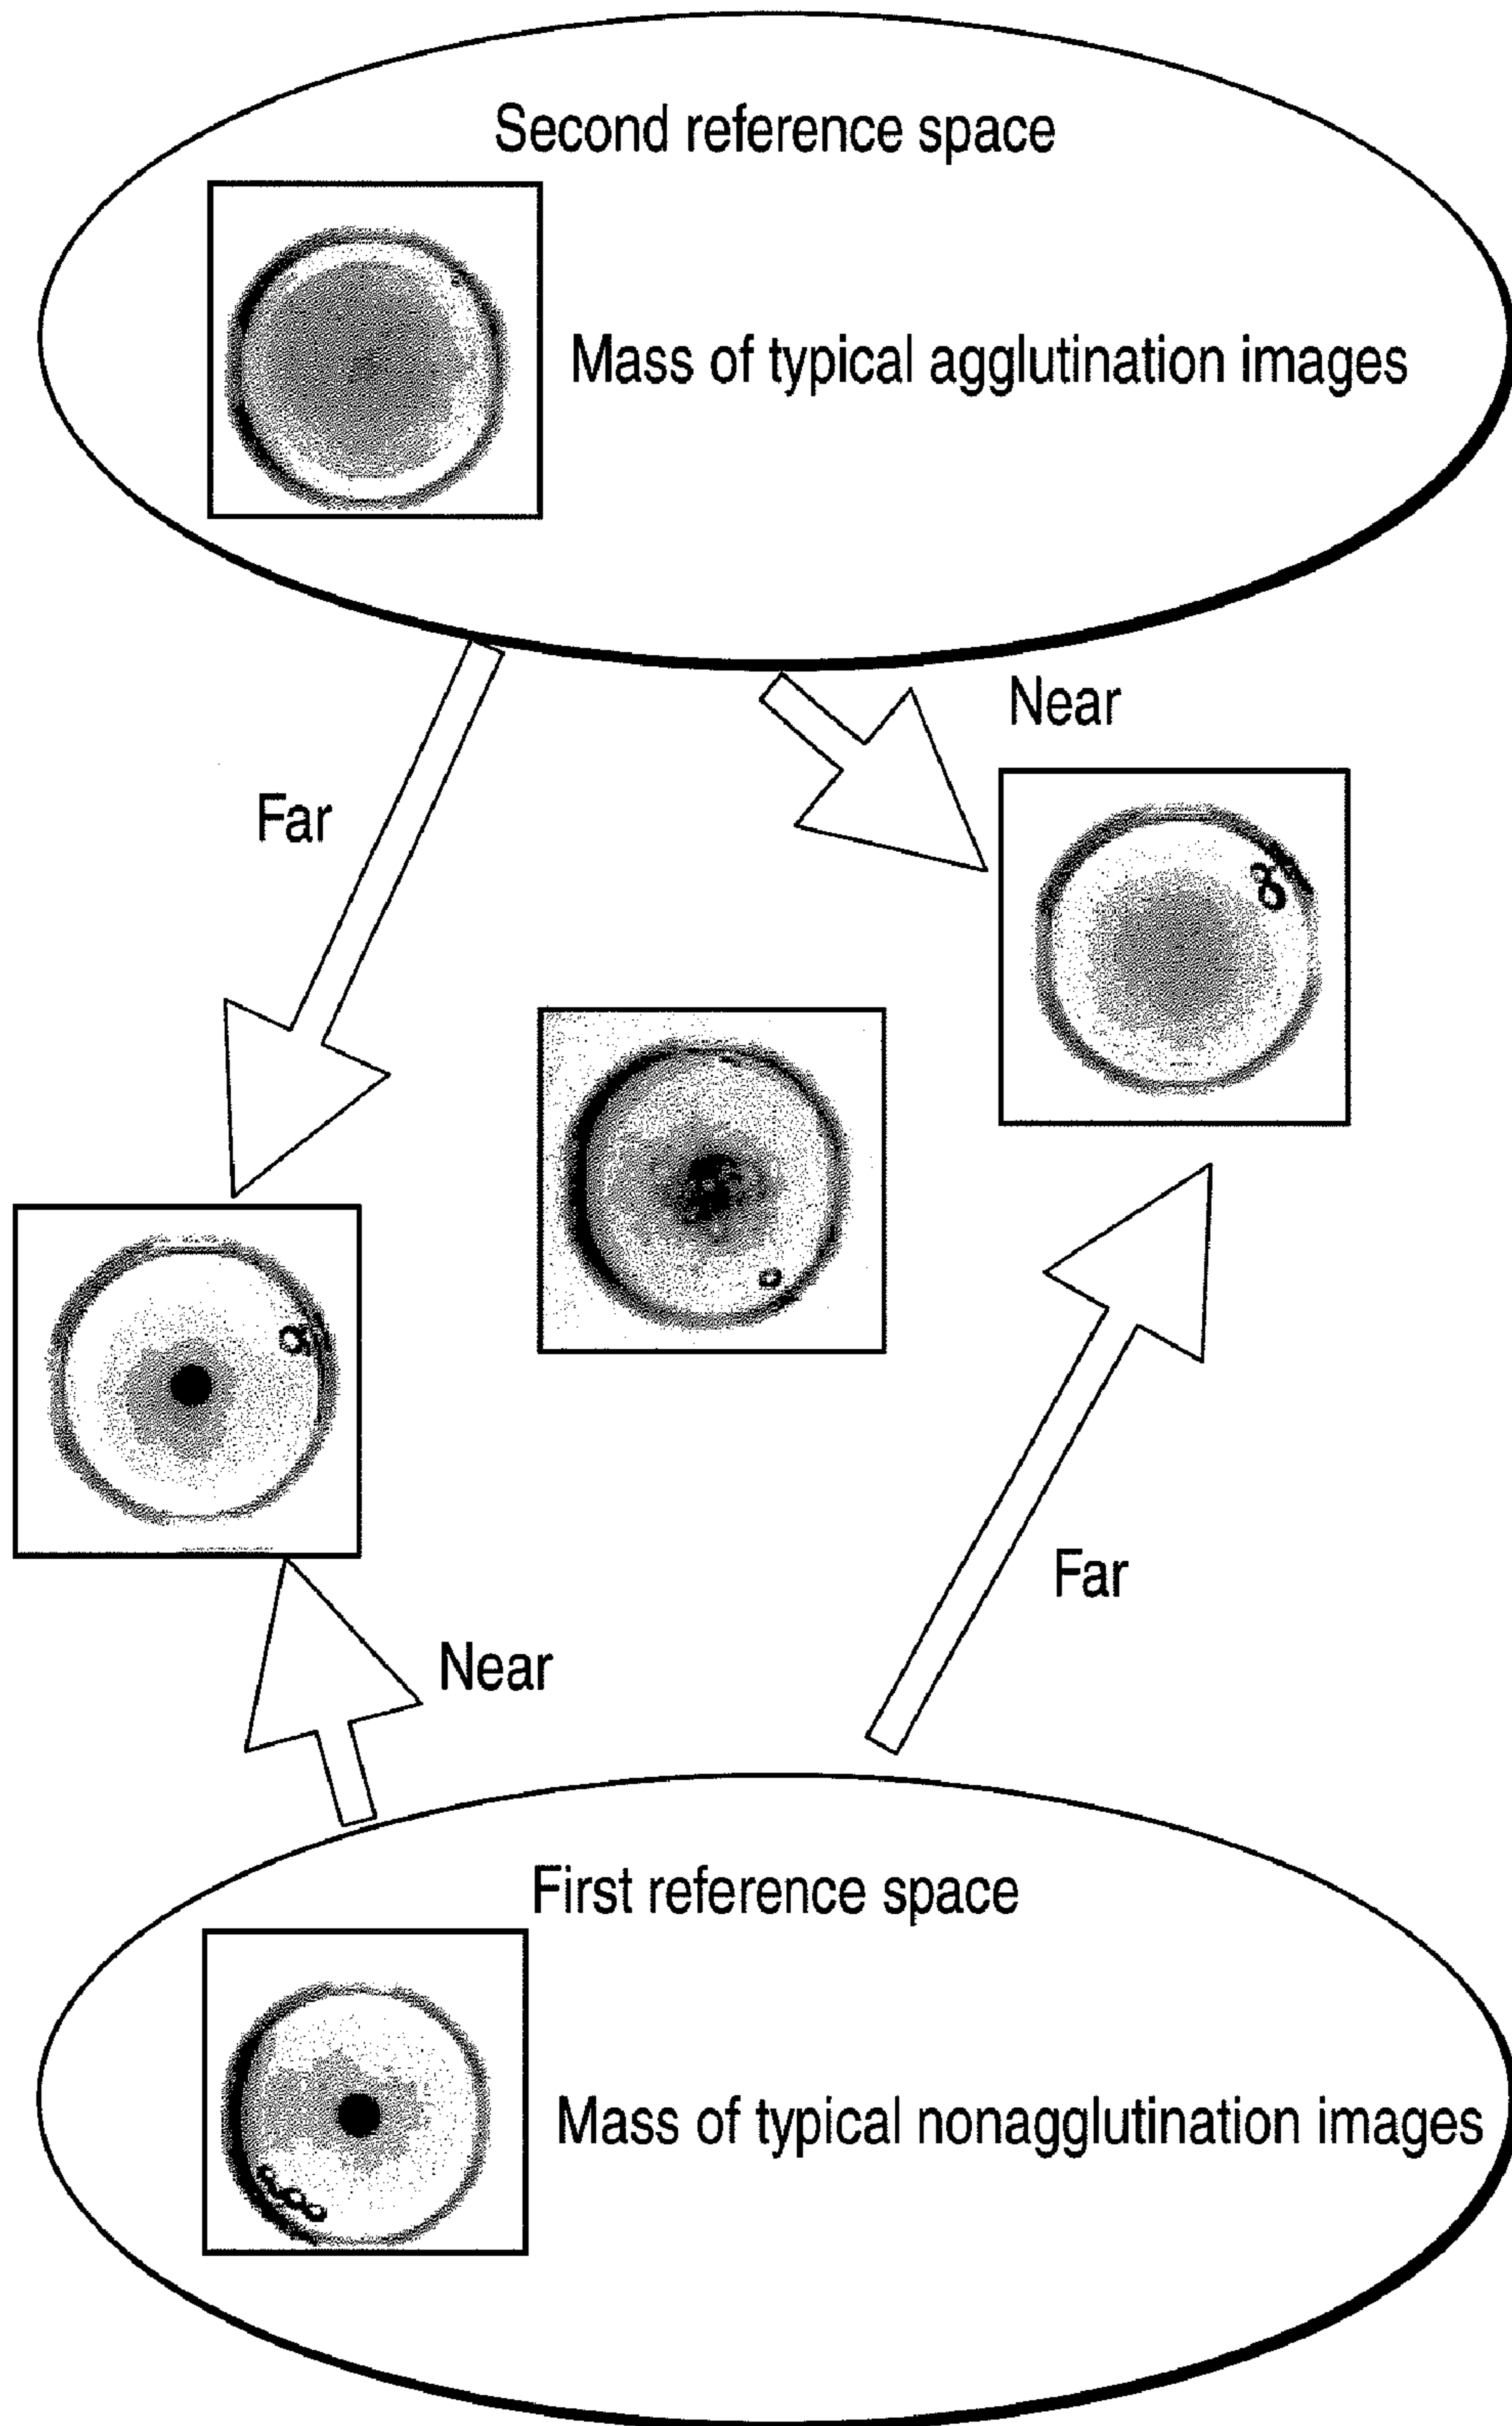 Second reference space
Mass of typical agglutination images
Near
Far
Far
Near
First reference space
Mass of typical nonagglutination images